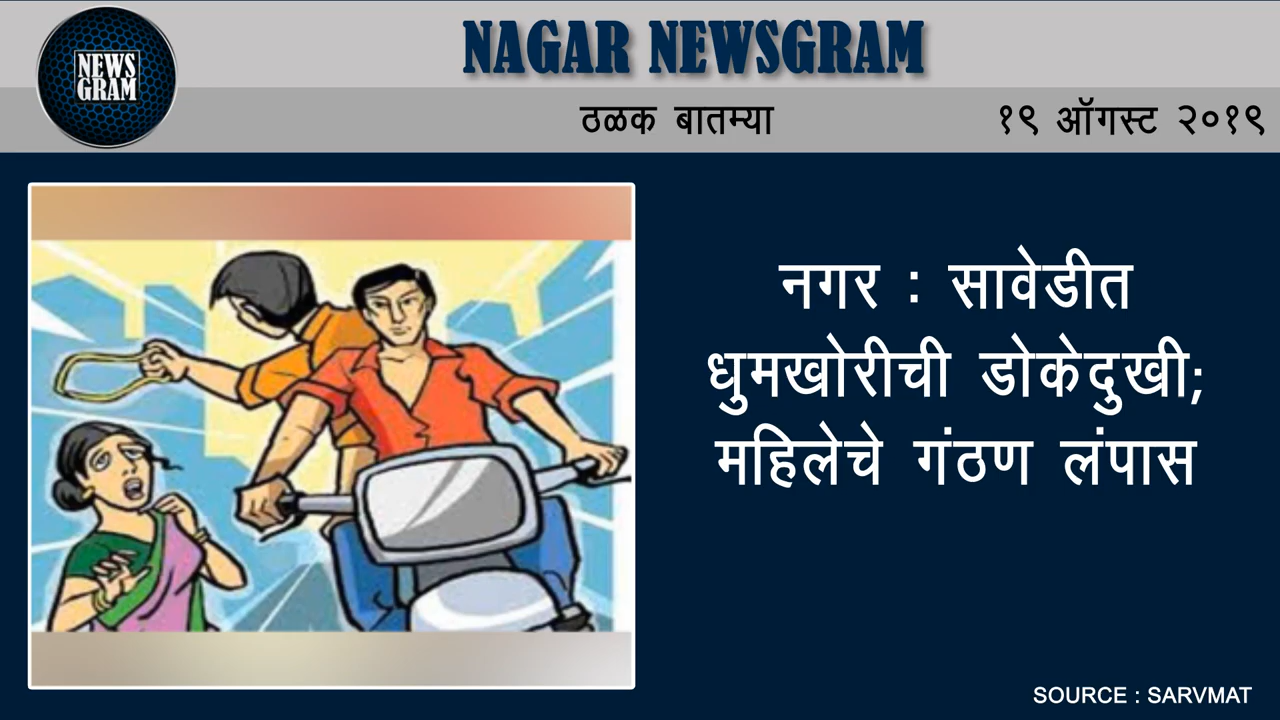 NEWS
GRAM
NAGAR NEWSGRAM
ठळक बातम्या
१९ ऑगस्ट २०१९
नगर : सावेडीत
धुमखोरीची डोकेदुखी;
महिलेचे गंठण लंपास
SOURCE : SARVMAT